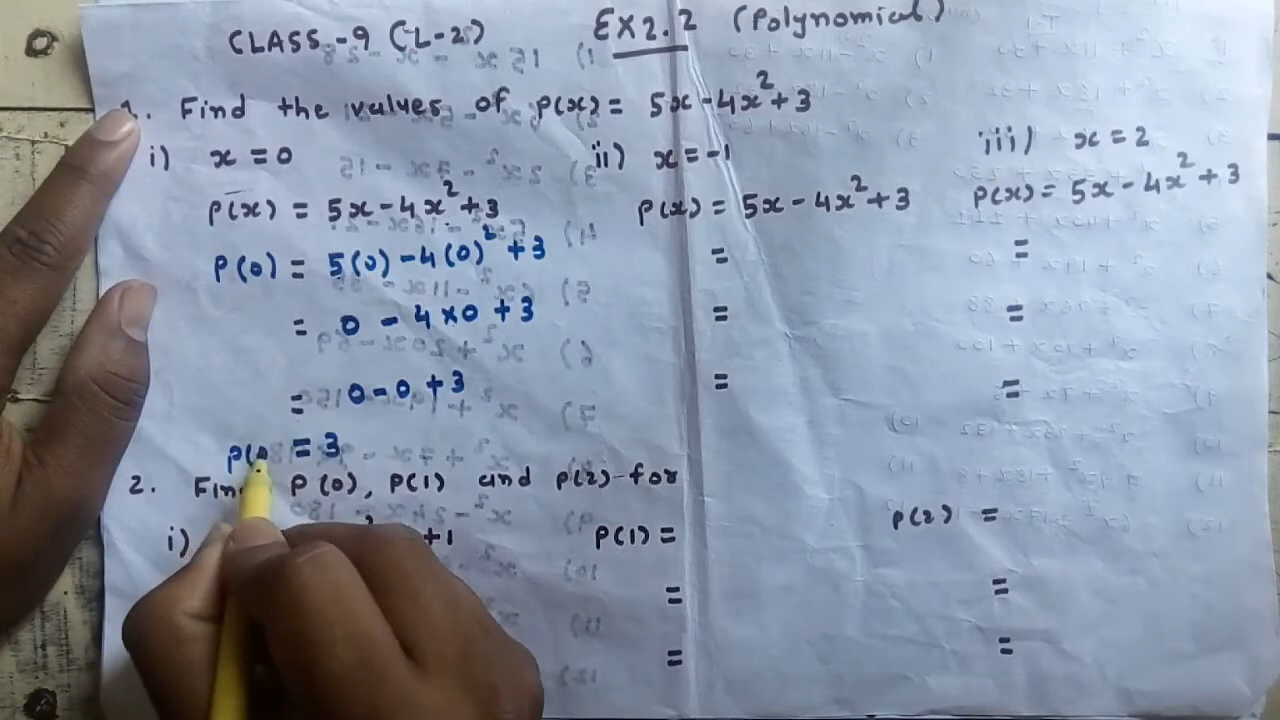 CLASS-9 (L-2) EX 2.2 (Polynomial)
1. Find the values of p(x) = 5x - 4x² + 3
i) x = 0 ii) x = -1 iii) x = 2
p(x) = 5x - 4x² + 3 p(x) = 5x - 4x² + 3 p(x) = 5x - 4x² + 3
p(0) = 5(0) - 4(0)² + 3 = =
= 0 - 4×0 + 3 = =
= 0 - 0 + 3 = =
p(0) = 3
2. Find p(0), p(1) and p(2) for
i) +1 p(1) = p(2) =
= =
= =